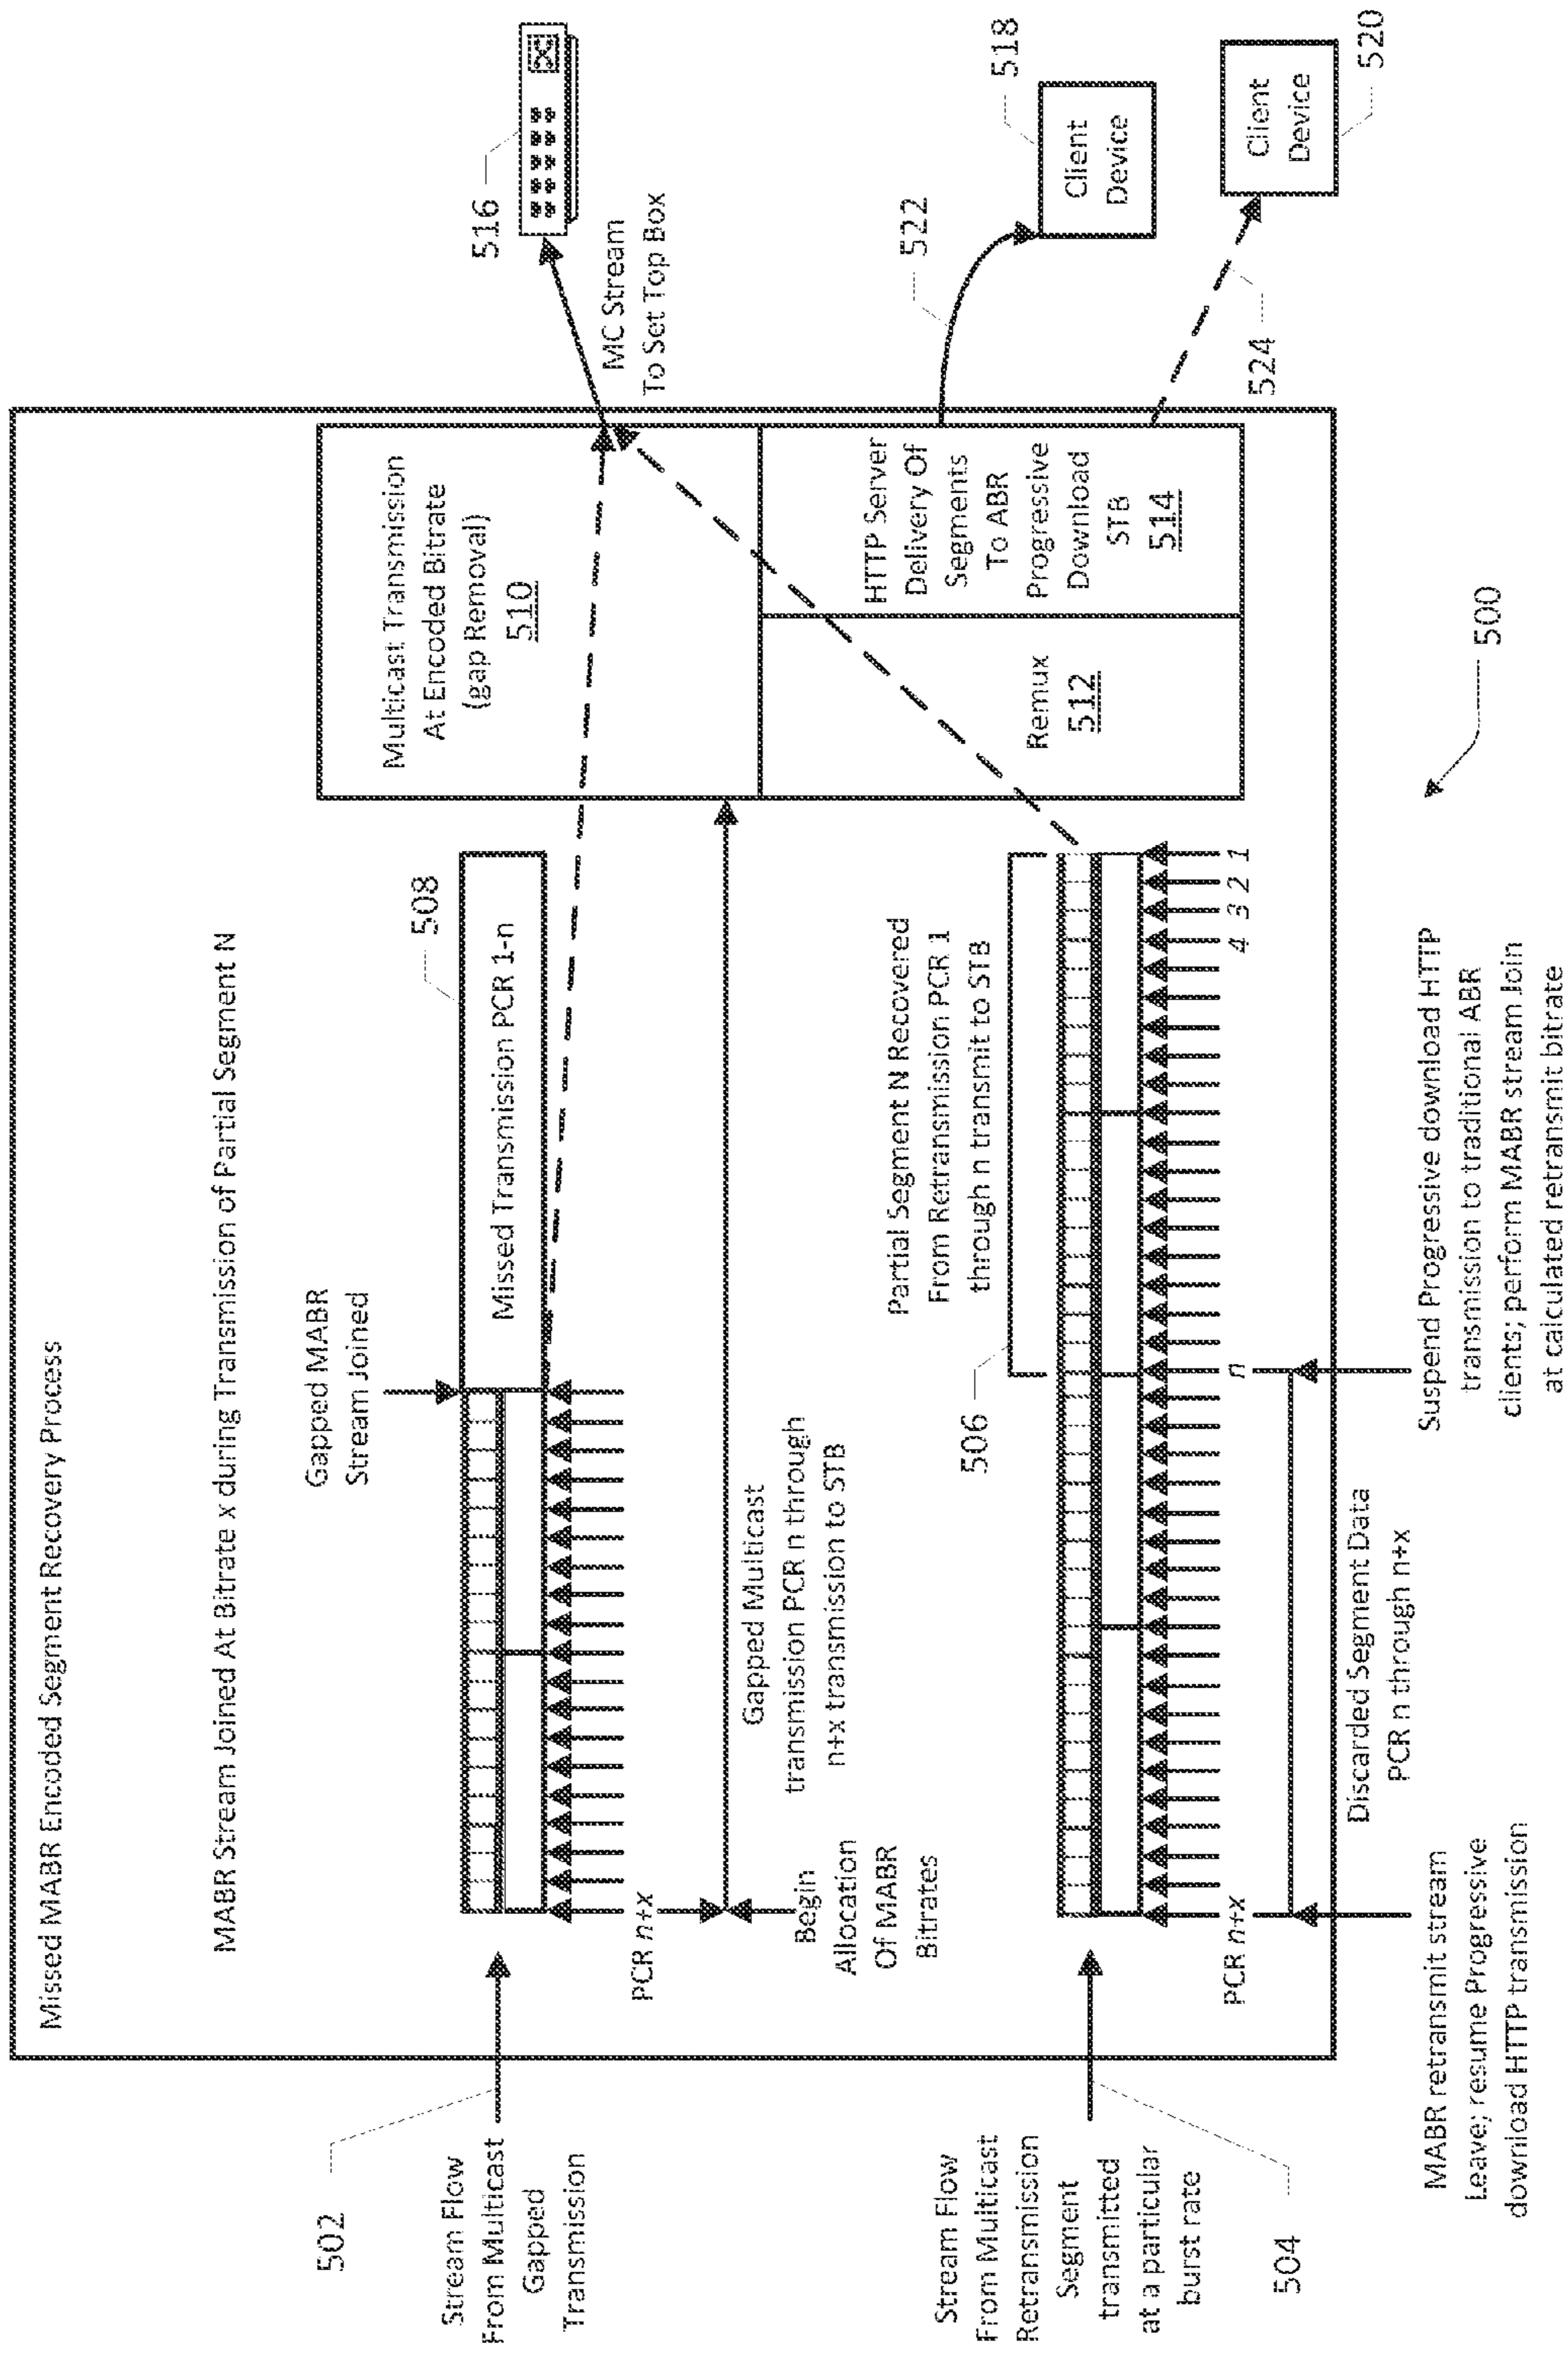 Missed MABR Encoded Segment Recovery Process
MABR Stream Joined At Bitrate x during Transmission of Partial Segment N
502
Stream Flow
From Multicast
Gapped
Transmission
Gapped MABR
Stream Joined
508
Missed Transmission PCR 1-n
PCR n+x
Begin
Allocation
Of MABR
Bitrates
Gapped Multicast
transmission PCR n through
n+x transmission to STB
Multicast Transmission
At Encoded Bitrate
(gap Removal)
510
Remux
512
HTTP Server
Delivery Of
Segments
To ABR
Progressive
Download
STB
514
516
MC Stream
To Set Top Box
522
518
Client
Device
524
Client
Device
520
Stream Flow
From Multicast
Retransmission
Segment
transmitted
at a particular
burst rate
504
506
Partial Segment N Recovered
From Retransmission PCR 1
through n transmit to STB
PCR n+x
n
4 3 2 1
Discarded Segment Data
PCR n through n+x
MABR retransmit stream
Leave; resume Progressive
download HTTP transmission
Suspend Progressive download HTTP
transmission to traditional ABR
clients; perform MABR stream Join
at calculated retransmit bitrate
500